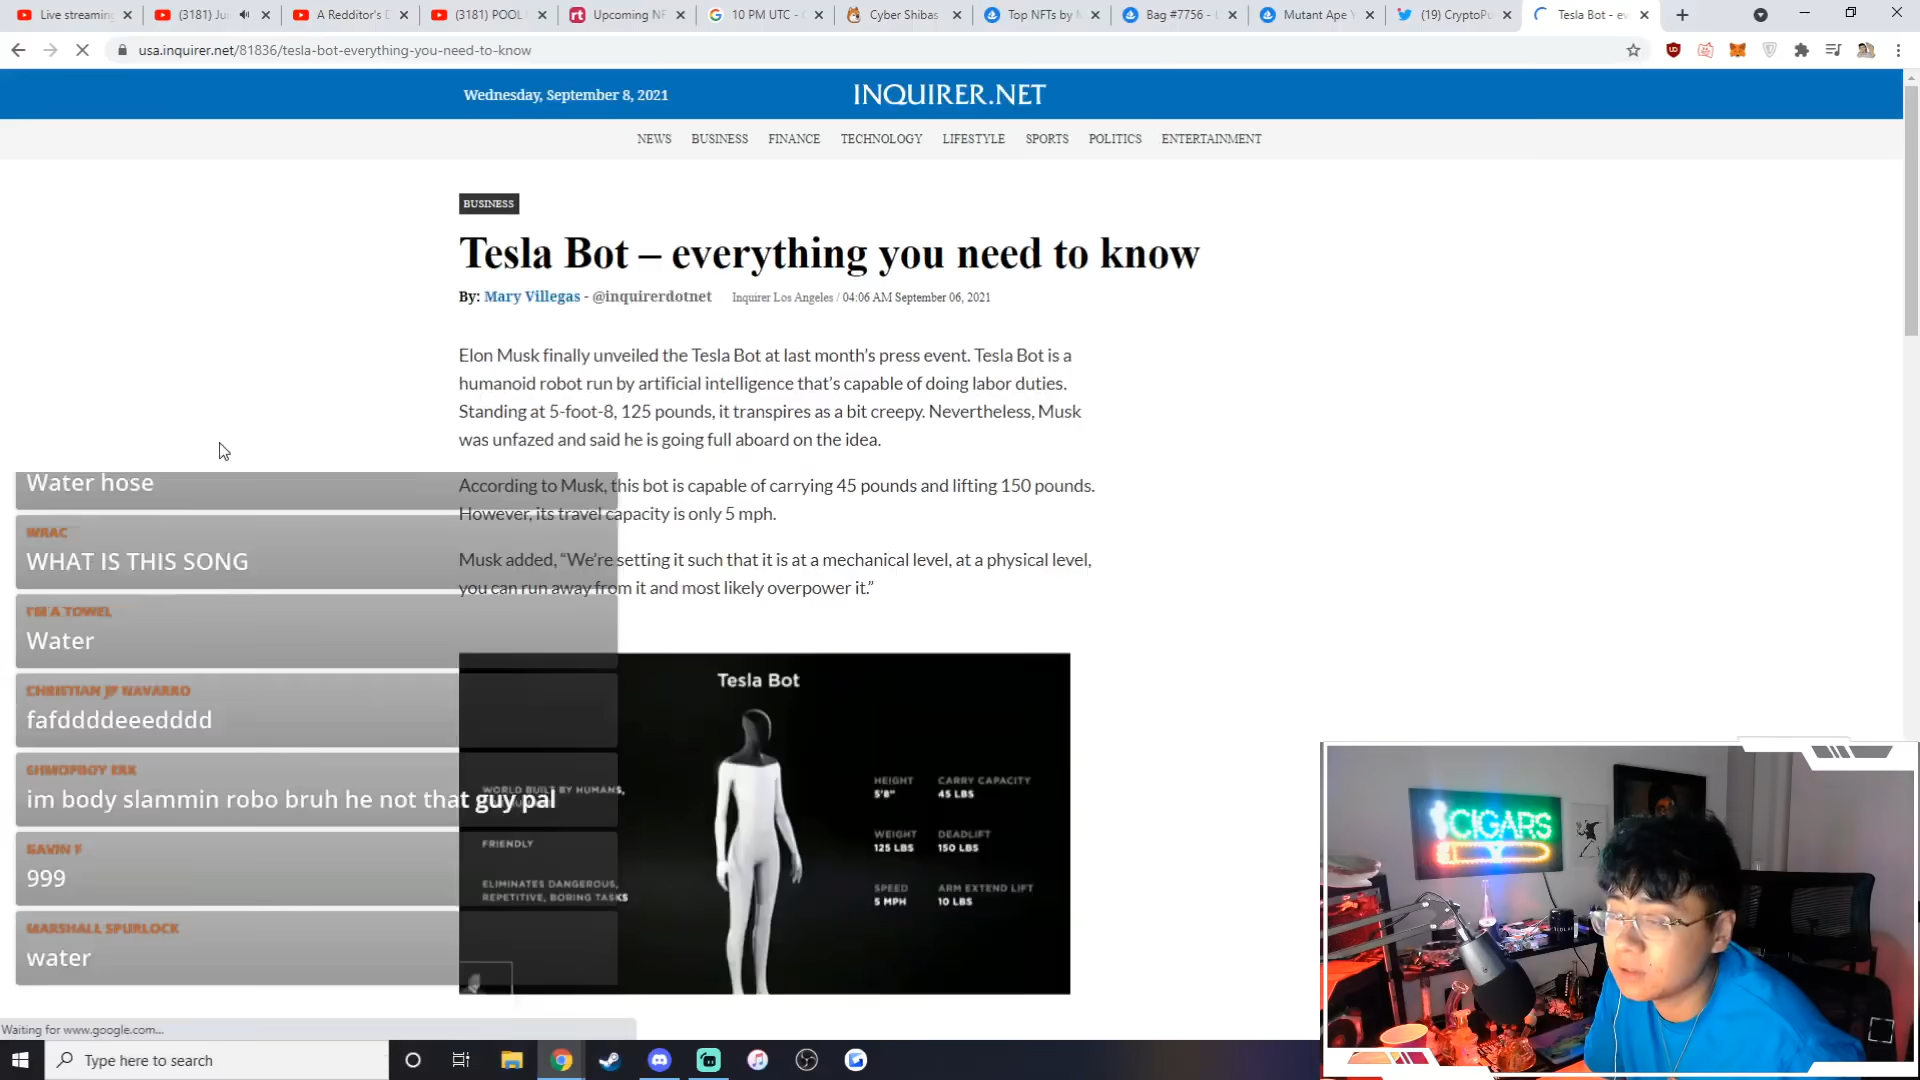 Live streaming
(3181) Ju
A Redditor's D
(3181) POOL
Upcoming NF
10 PM UTC -
Cyber Shibas
Top NFTs by M
Bag #7756 -
Mutant Ape Y
(19) CryptoPu
Tesla Bot - ev
usa.inquirer.net/81836/tesla-bot-everything-you-need-to-know
Wednesday, September 8, 2021
INQUIRER.NET
NEWS BUSINESS FINANCE TECHNOLOGY LIFESTYLE SPORTS POLITICS ENTERTAINMENT
BUSINESS
Tesla Bot – everything you need to know
By: Mary Villegas - @inquirerdotnet Inquirer Los Angeles / 04:06 AM September 06, 2021
Elon Musk finally unveiled the Tesla Bot at last month's press event. Tesla Bot is a
humanoid robot run by artificial intelligence that's capable of doing labor duties.
Standing at 5-foot-8, 125 pounds, it transpires as a bit creepy. Nevertheless, Musk
was unfazed and said he is going full aboard on the idea.
According to Musk, this bot is capable of carrying 45 pounds and lifting 150 pounds.
However, its travel capacity is only 5 mph.
Musk added, “We're setting it such that it is at a mechanical level, at a physical level,
you can run away from it and most likely overpower it.”
Water hose
WRAC
WHAT IS THIS SONG
I'M A TOWEL
Water
CHRISTIAN JP NAVARRO
fafddddeeedddd
SHMOPBOY ERK
im body slammin robo bruh he not that guy pal
GAVIN F
999
MARSHALL SPURLOCK
water
Tesla Bot
WORLD BUILT BY HUMANS,
FRIENDLY
ELIMINATES DANGEROUS,
REPETITIVE, BORING TASKS
HEIGHT
5'8"
CARRY CAPACITY
45 LBS
WEIGHT
125 LBS
DEADLIFT
150 LBS
SPEED
5 MPH
ARM EXTEND LIFT
10 LBS
CIGARS
Waiting for www.google.com...
Type here to search